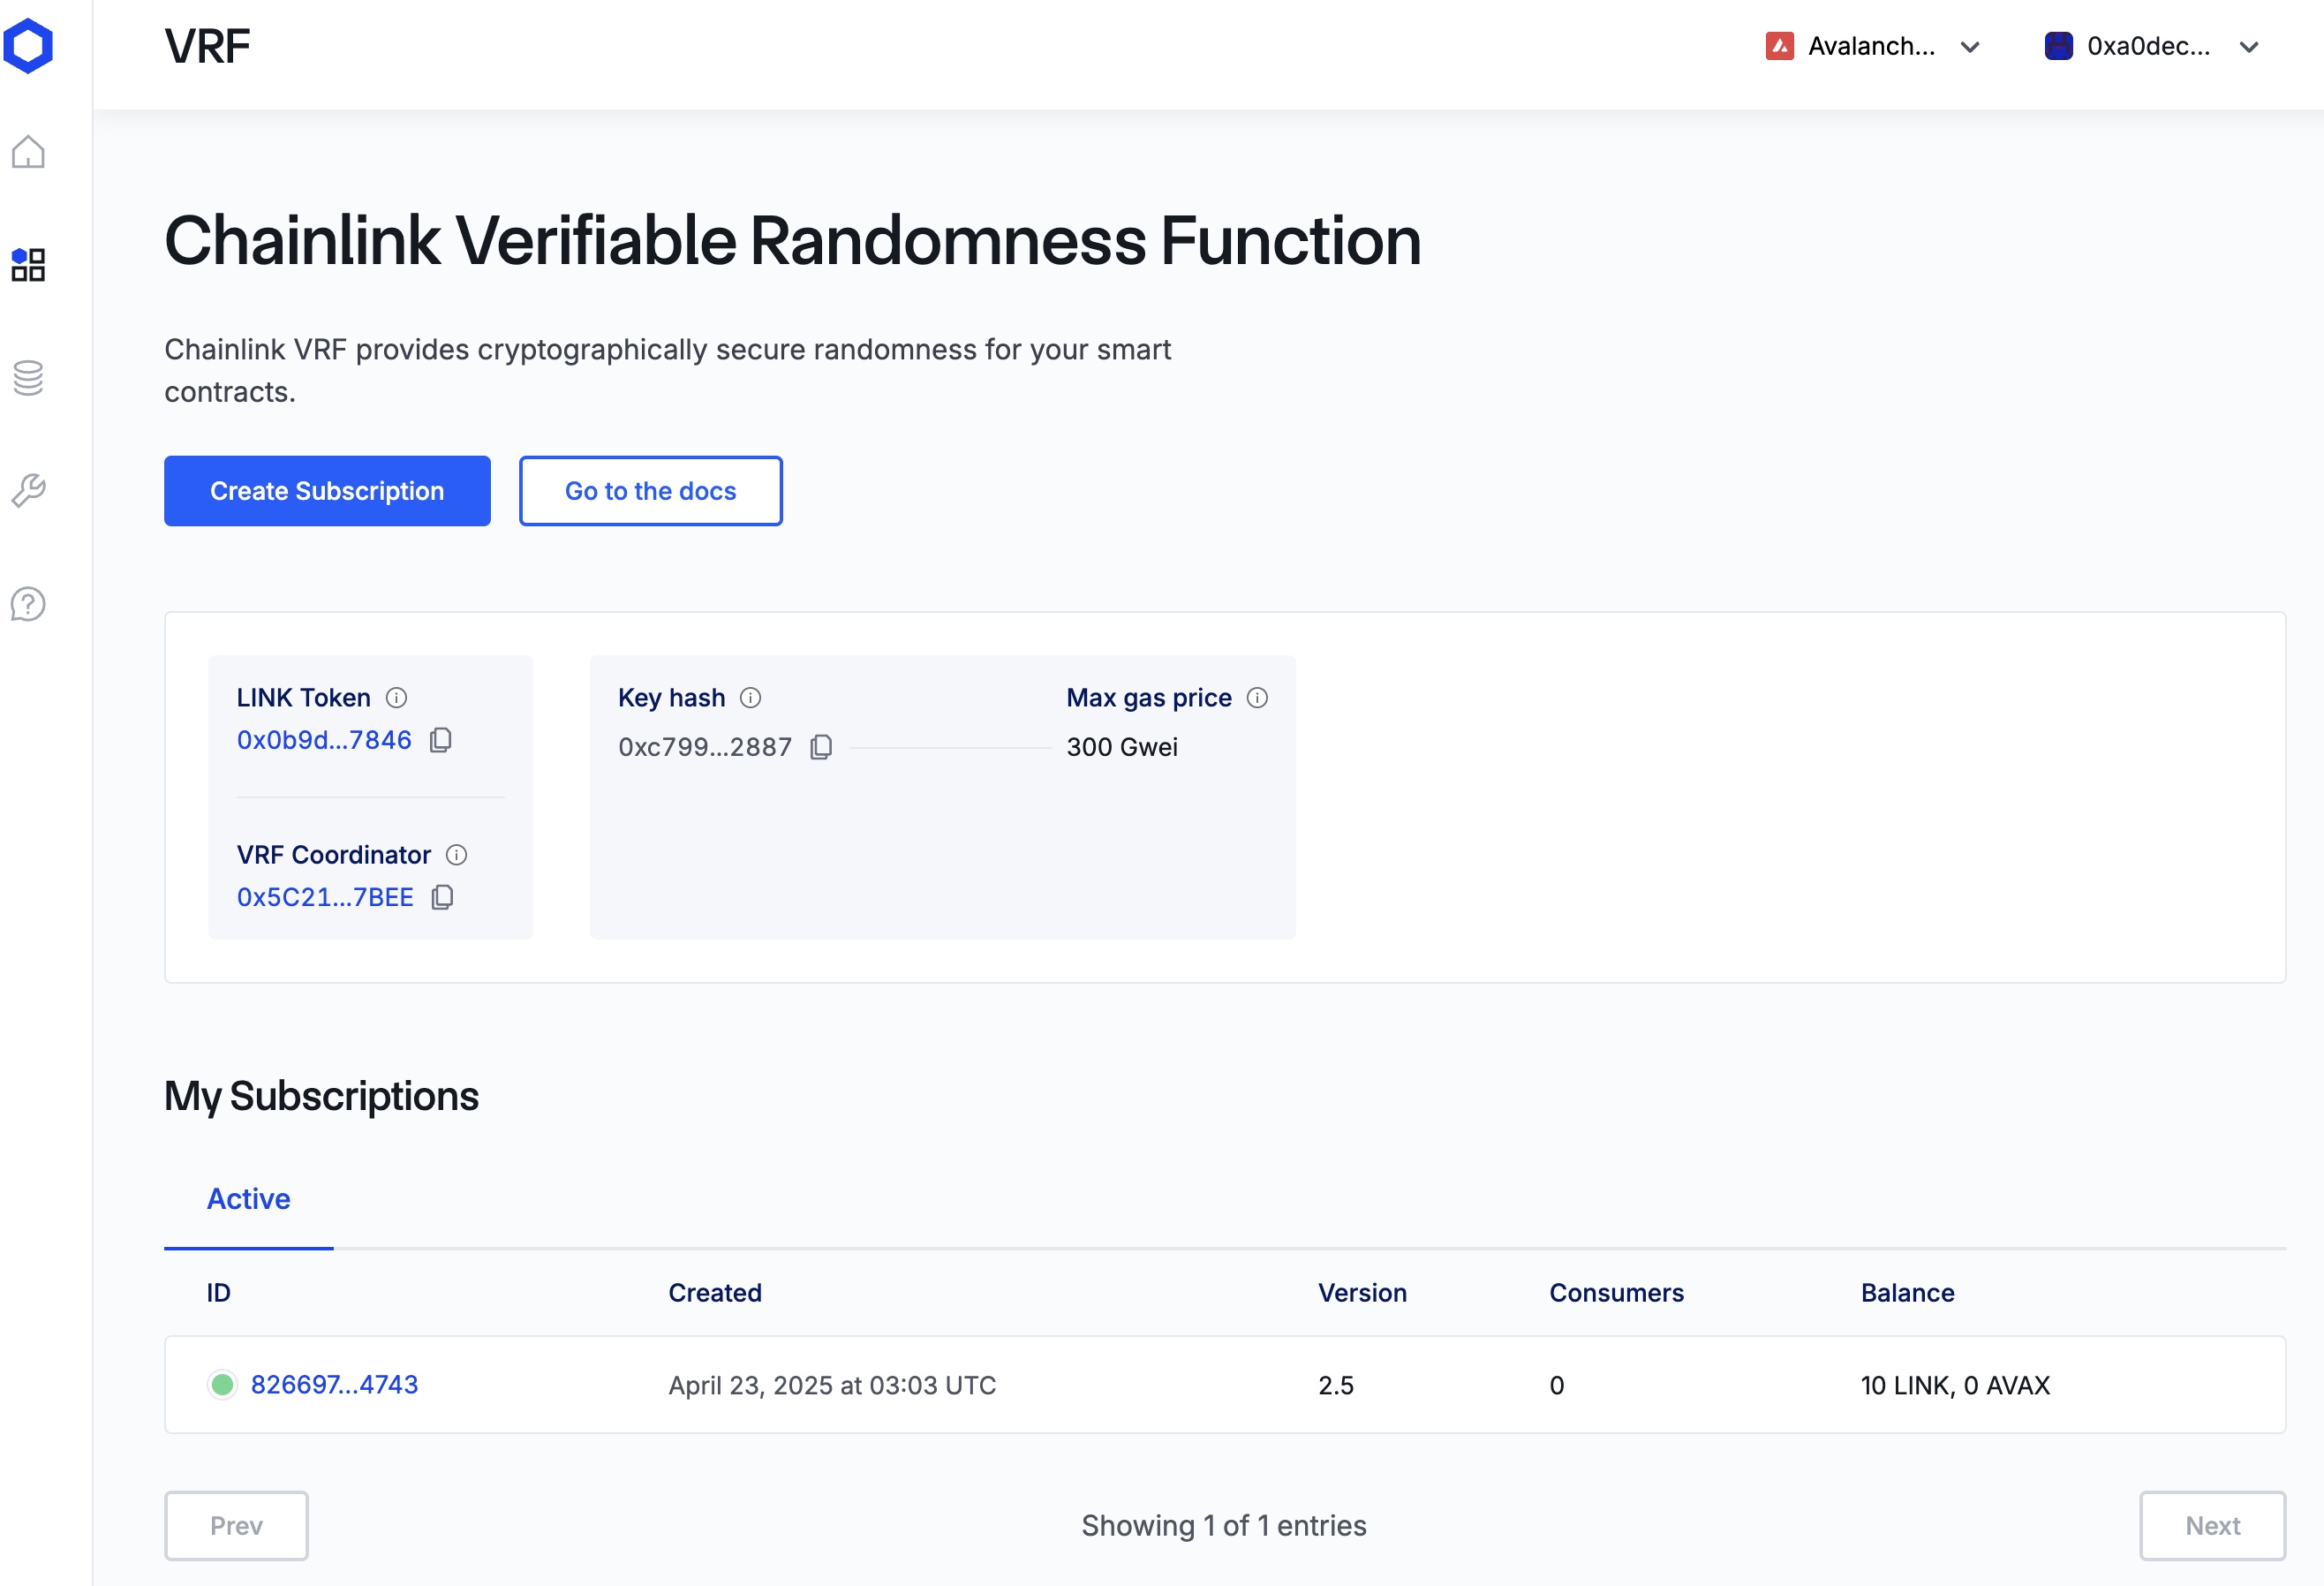 VRF
Avalanch...
0xa0dec...
Chainlink Verifiable Randomness Function
Chainlink VRF provides cryptographically secure randomness for your smart
contracts.
Create Subscription
Go to the docs
LINK Token
0x0b9d...7846
VRF Coordinator
0x5C21...7BEE
Key hash
Max gas price
0xc799...2887
300 Gwei
My Subscriptions
Active
ID Created Version Consumers Balance
826697...4743 April 23, 2025 at 03:03 UTC 2.5 0 10 LINK, 0 AVAX
Prev
Showing 1 of 1 entries
Next